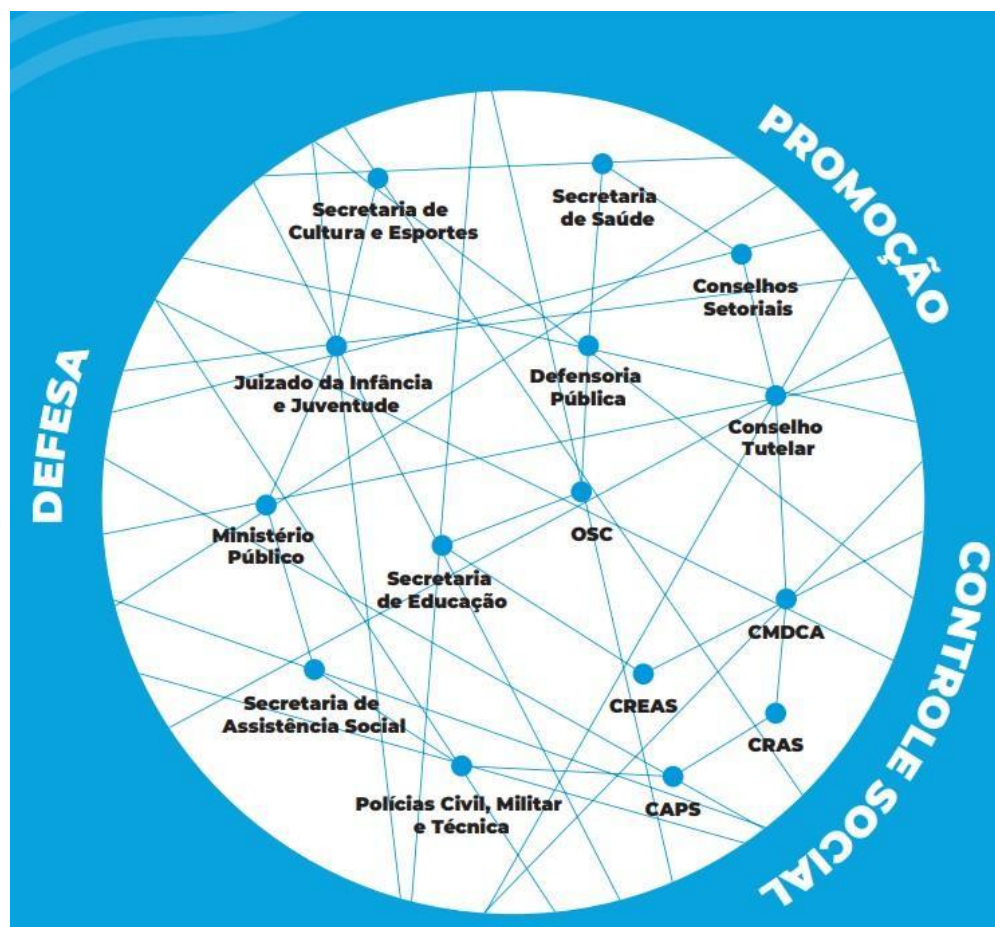 PROMOÇÃO
Secretaria de
Cultura e Esportes
Secretaria
de Saúde
Conselhos
Setoriais
DEFESA
Juizado da Infância
e Juventude
Defensoria
Pública
Conselho
Tutelar
Ministério
Público
OSC
Secretaria
de Educação
CMDCA
CONTROLE SOCIAL
Secretaria de
Assistência Social
CREAS
CRAS
Polícias Civil, Militar
e Técnica
CAPS